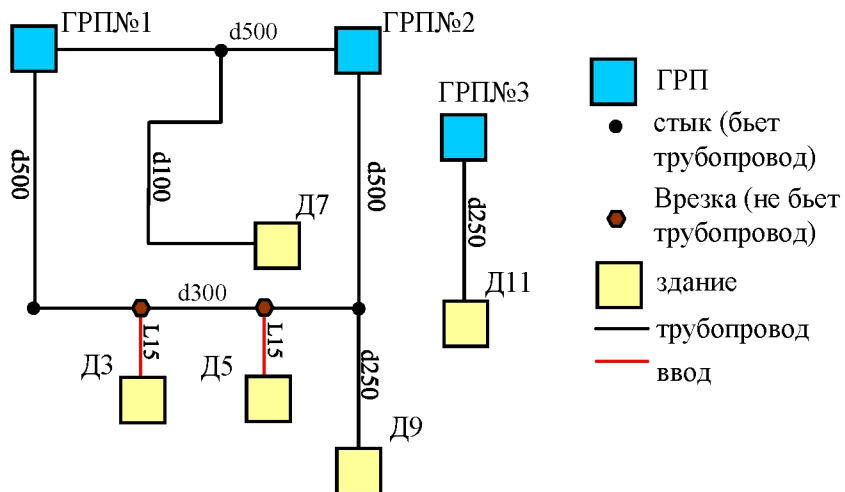 ГРП№1
d500
ГРП№2
d500
d100
d500
Д7
d300
L15
L15
Д3
Д5
d250
Д9
ГРП№3
d250
Д11
ГРП
стык (бьет
трубопровод)
Врезка (не бьет
трубопровод)
здание
трубопровод
ввод